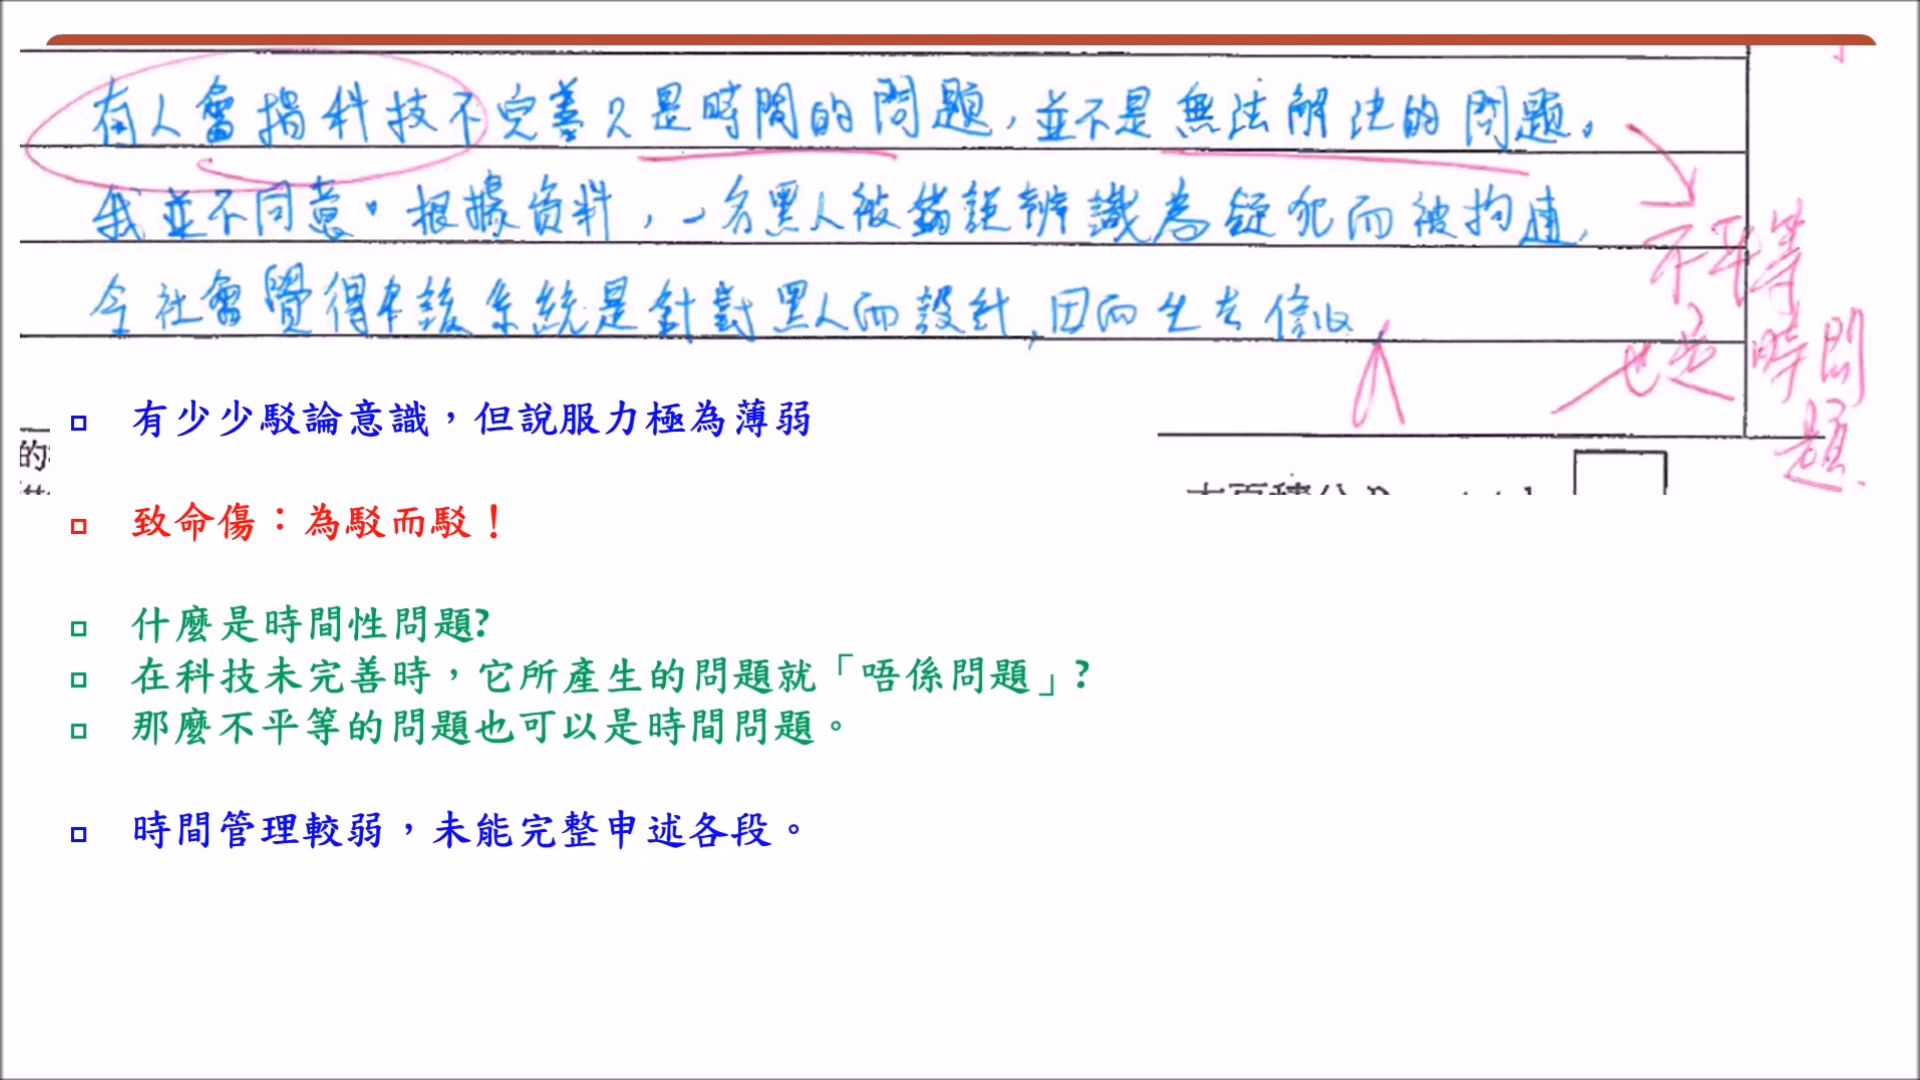 有人會指科技不完善只是時間的問題，並不是無法解決的問題。
我並不同意。根據資料，一名黑人被錯誤辨識為疑犯而被拘逮，
令社會覺得該系統是針對黑人而設計，因而失去信心
不平等
也是時間
題
有少少駁論意識，但說服力極為薄弱
的
致命傷：為駁而駁！
什麼是時間性問題?
在科技未完善時，它所產生的問題就「唔係問題」?
那麼不平等的問題也可以是時間問題。
時間管理較弱，未能完整申述各段。